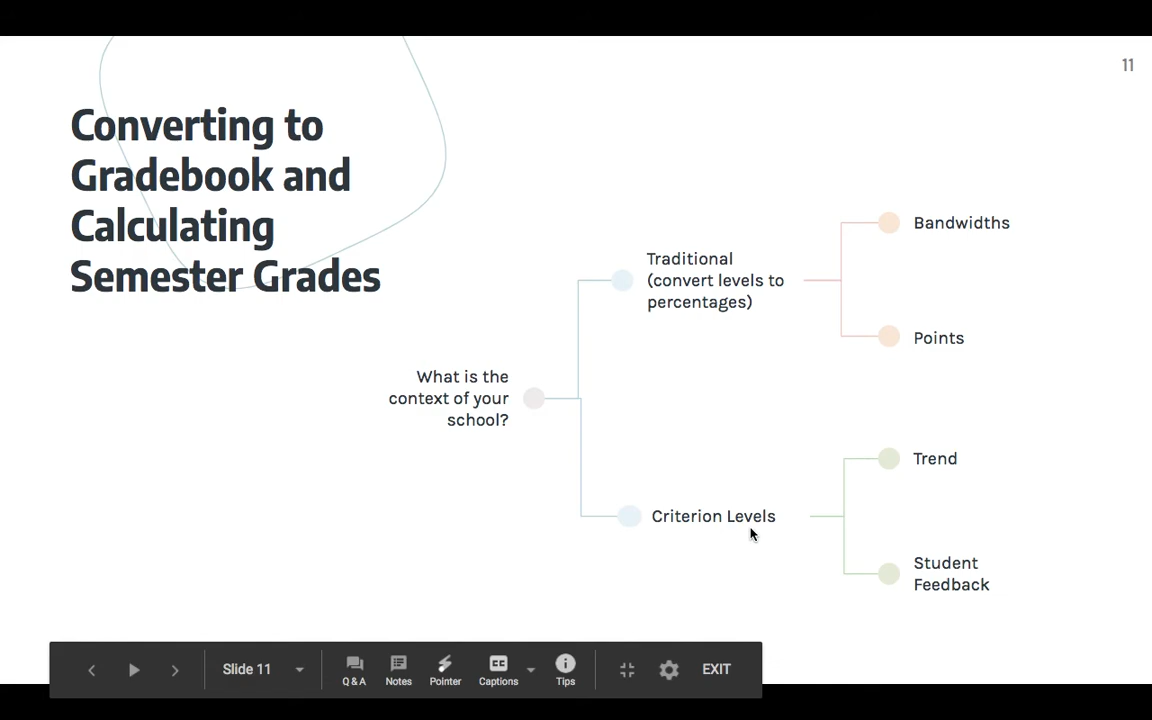 11
Converting to
Gradebook and
Calculating
Semester Grades
What is the
context of your
school?
Traditional
(convert levels to
percentages)
Bandwidths
Points
Criterion Levels
Trend
Student
Feedback
Slide 11
Q & A
Notes
Pointer
CC
Captions
Tips
EXIT